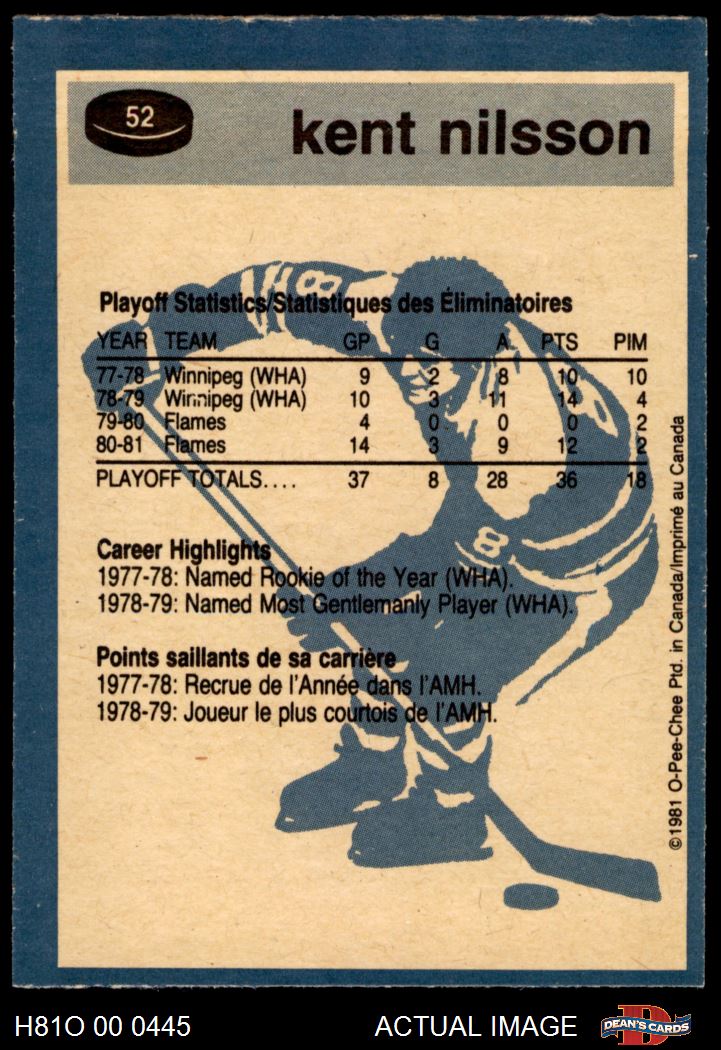 52
kent nilsson
Playoff Statistics/Statistiques des Éliminatoires
YEAR TEAM GP G A PTS PIM
77-78 Winnipeg (WHA) 9 2 8 10 10
78-79 Winnipeg (WHA) 10 3 11 14 4
79-80 Flames 4 0 0 0 2
80-81 Flames 14 3 9 12 2
PLAYOFF TOTALS.... 37 8 28 36 18
Career Highlights
1977-78: Named Rookie of the Year (WHA).
1978-79: Named Most Gentlemanly Player (WHA).
Points saillants de sa carrière
1977-78: Recrue de l'Année dans l'AMH.
1978-79: Joueur le plus courtois de l'AMH.
©1981 O-Pee-Chee Ptd. in Canada/Imprimé au Canada
8
8
H81O 00 0445
ACTUAL IMAGE
D
DEAN'S CARDS